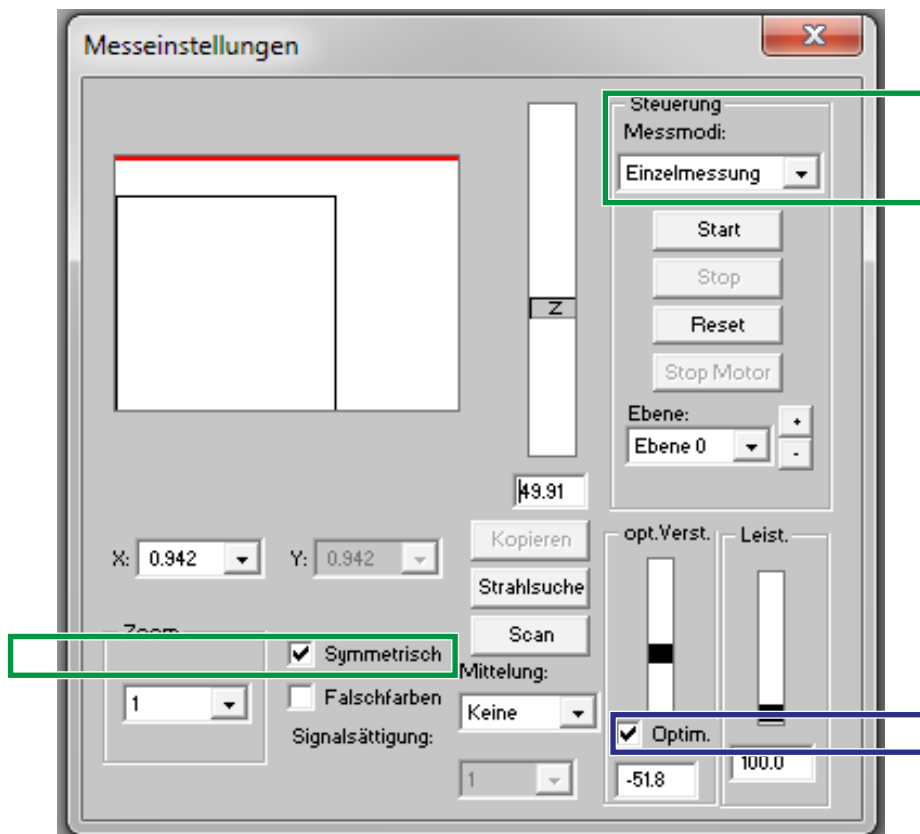 Messeinstellungen
X
Steuerung
Messmodi:
Einzelmessung
Start
Stop
Reset
Stop Motor
Ebene:
Ebene 0
+
-
Z
49.91
X: 0.942
Y: 0.942
Kopieren
Strahlsuche
Scan
opt.Verst.
Leist.
Zoom
1
Symmetrisch
Falschfarben
Signalsättigung:
Mittelung:
Keine
1
Optim.
-51.8
100.0